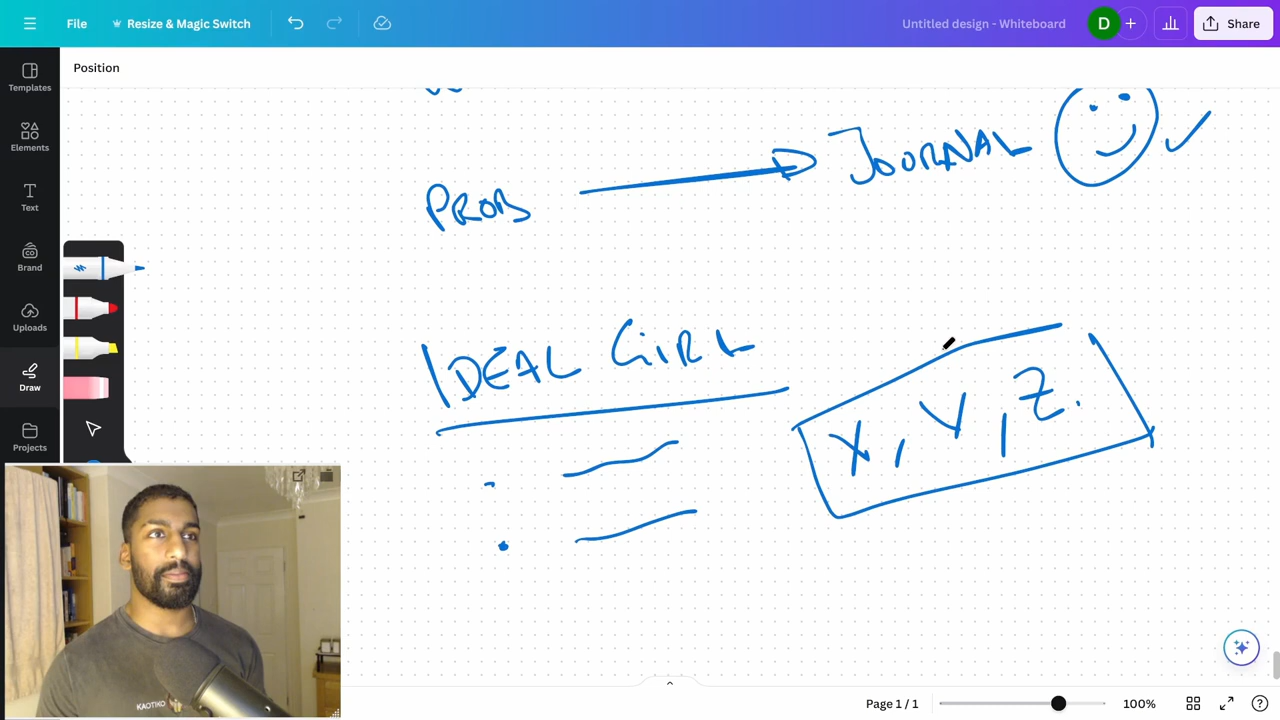 File
Resize & Magic Switch
Untitled design - Whiteboard
D
+
Share
Position
Templates
Elements
Text
Brand
Uploads
Draw
Projects
PROB
JOURNAL
IDEAL GIRL
X, Y, Z.
KAOTIKO
Page 1 / 1
100%